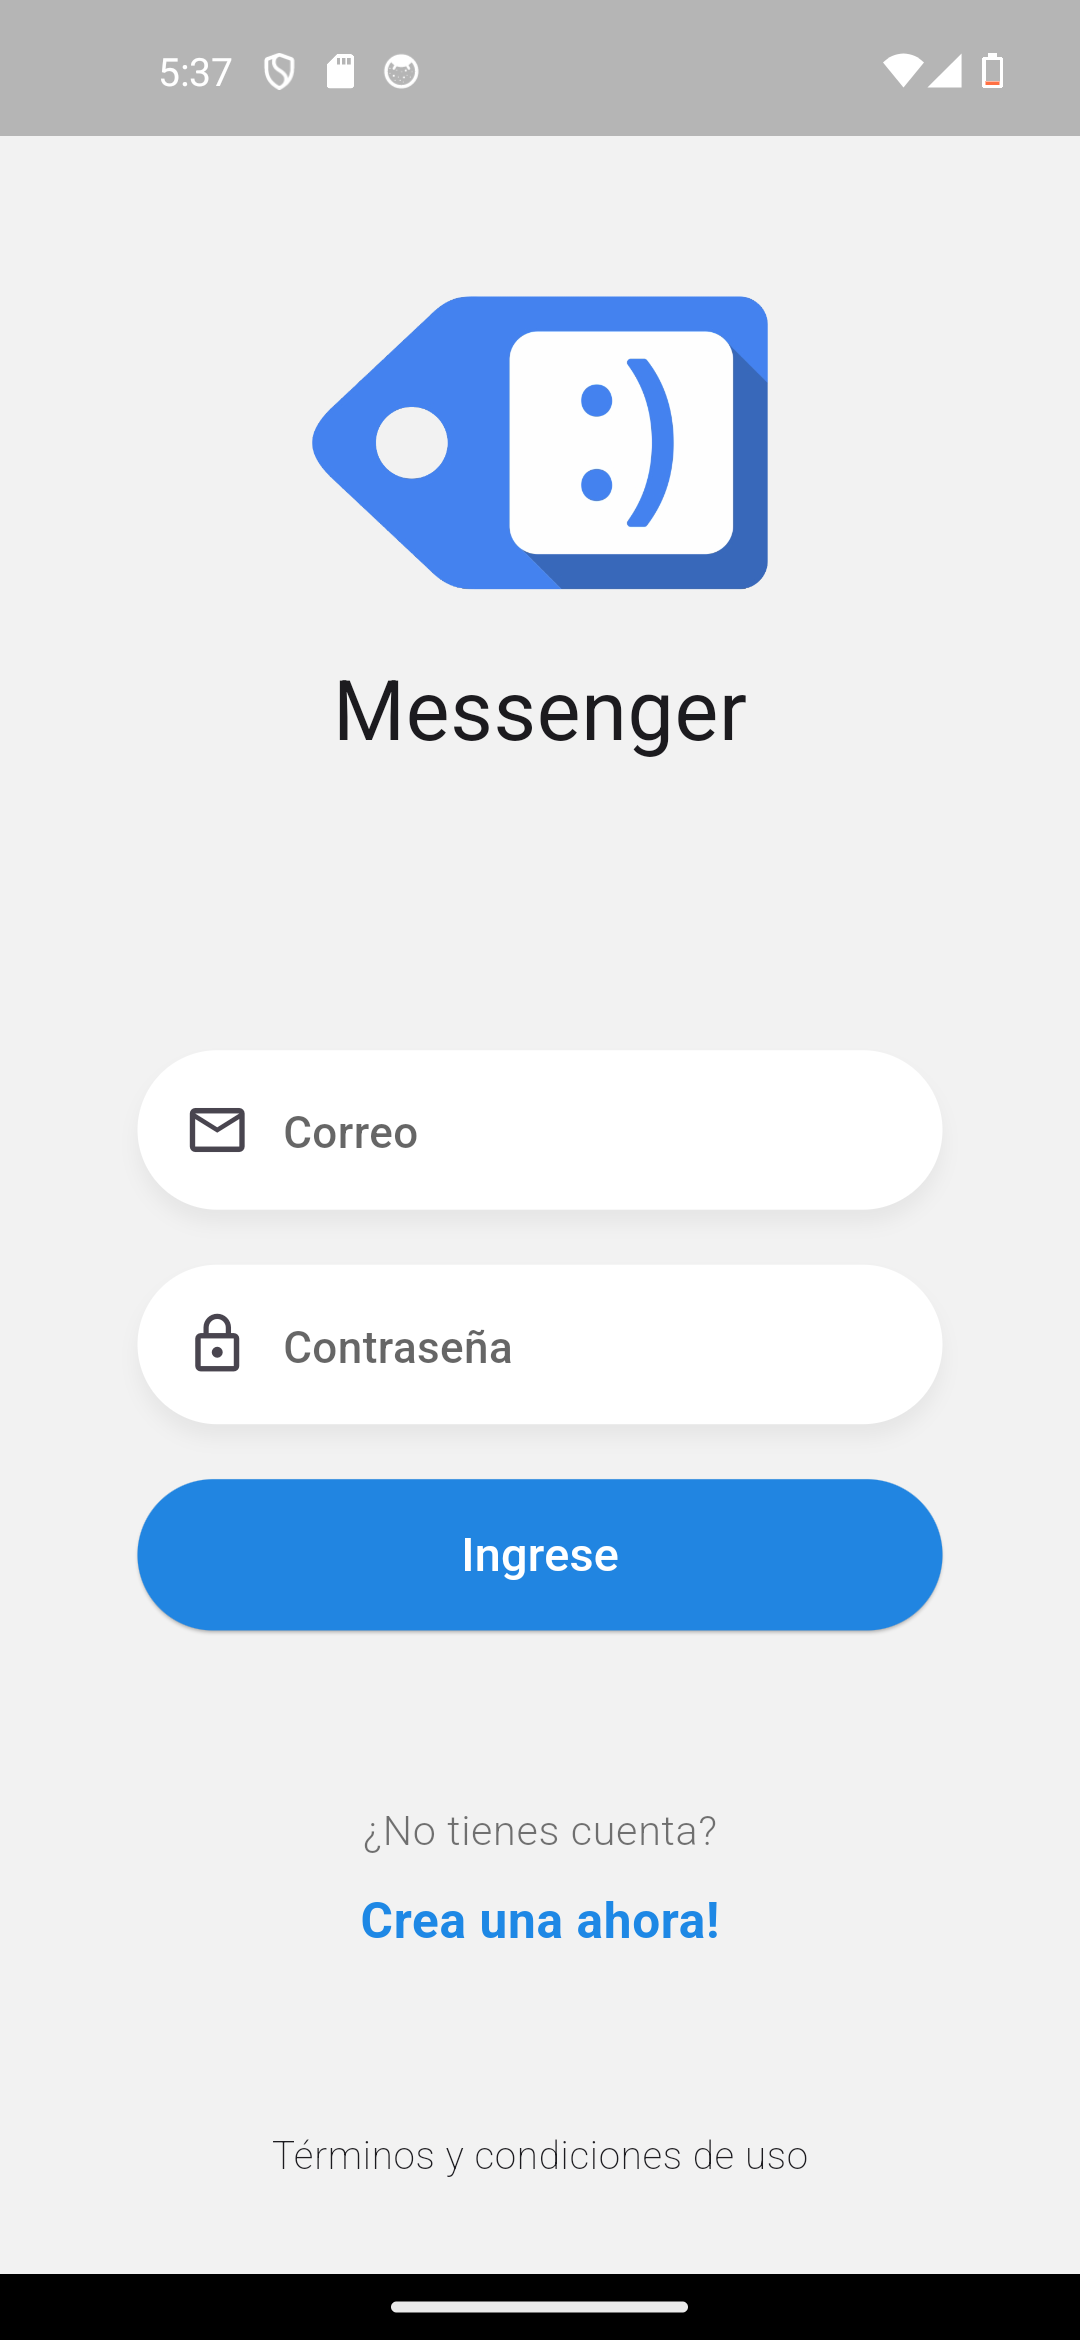 5:37
:)
Messenger
Correo
Contraseña
Ingrese
¿No tienes cuenta?
Crea una ahora!
Términos y condiciones de uso